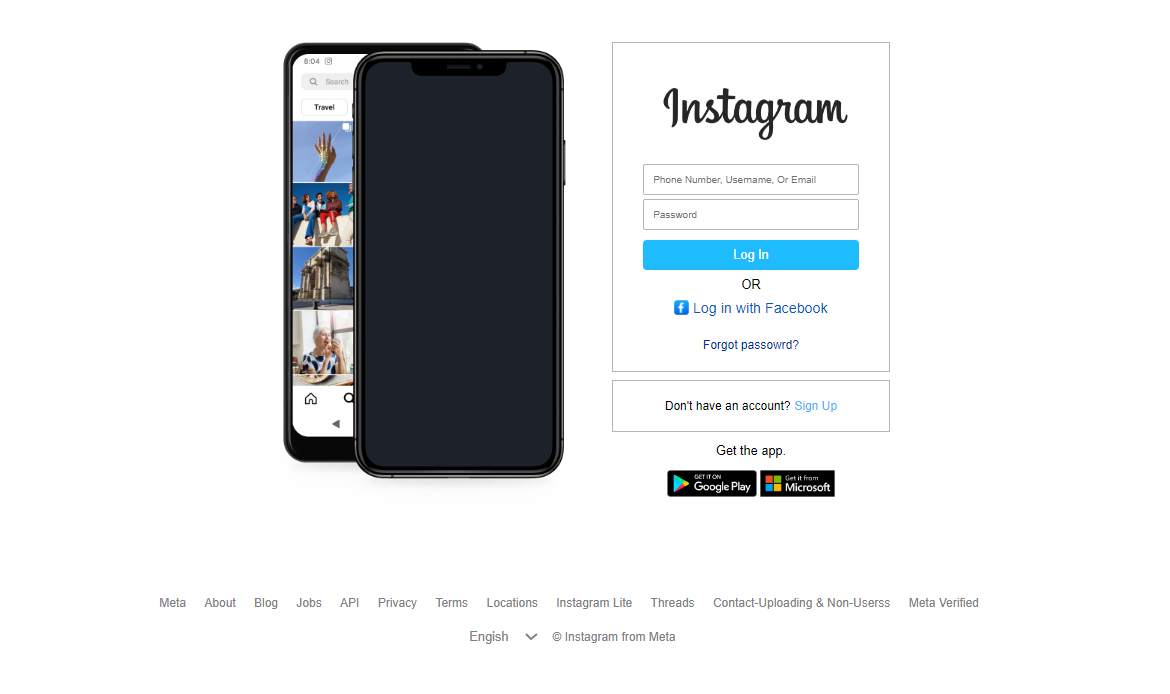 8:04
Search
Travel
Instagram
Phone Number, Username, Or Email
Password
Log In
OR
Log in with Facebook
Forgot passowrd?
Don't have an account? Sign Up
Get the app.
GET IT ON
Google Play
Get it from
Microsoft
Meta About Blog Jobs API Privacy Terms Locations Instagram Lite Threads Contact-Uploading & Non-Userss Meta Verified
Engish © Instagram from Meta